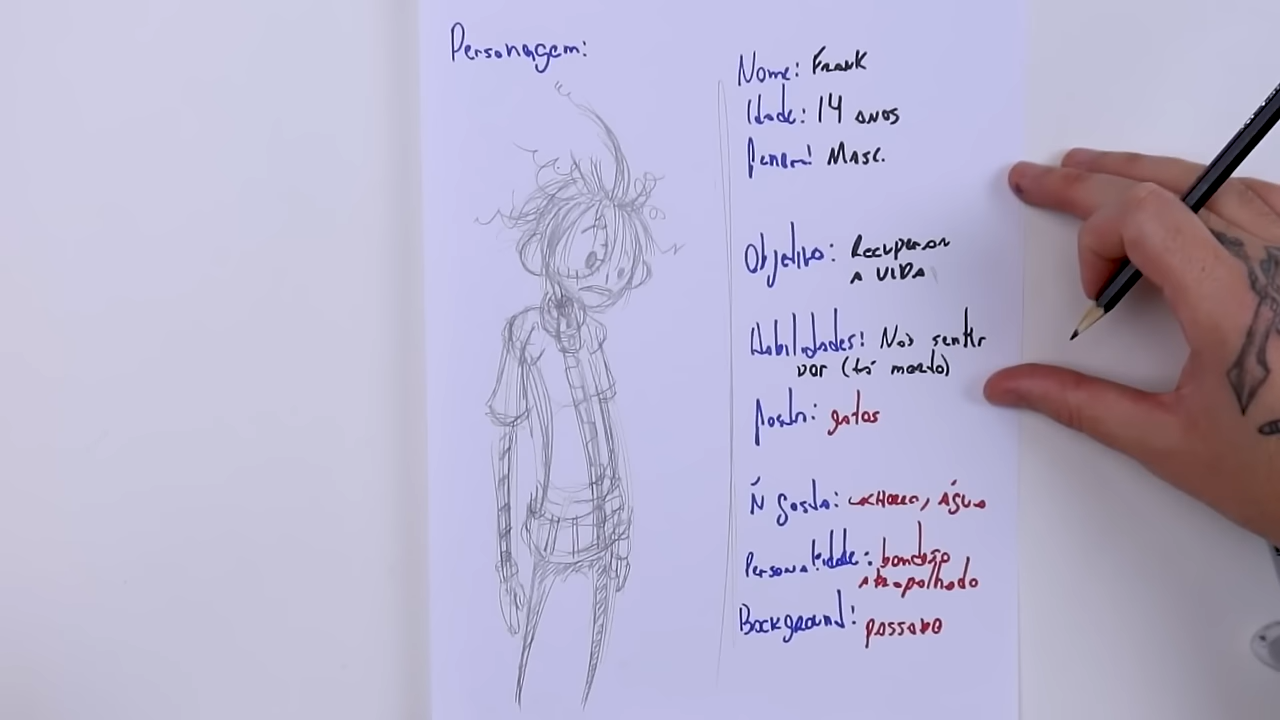 Personagem:
Nome: Frank
Idade: 14 anos
Genero: Masc.
Objetivo: Recuperar
a vida
Habilidades: Não sentir
dor (tá morto)
Gosta: gatos
Ñ gosta: cachorro, água
Personalidade: bondoso
atrapalhado
Background: passado